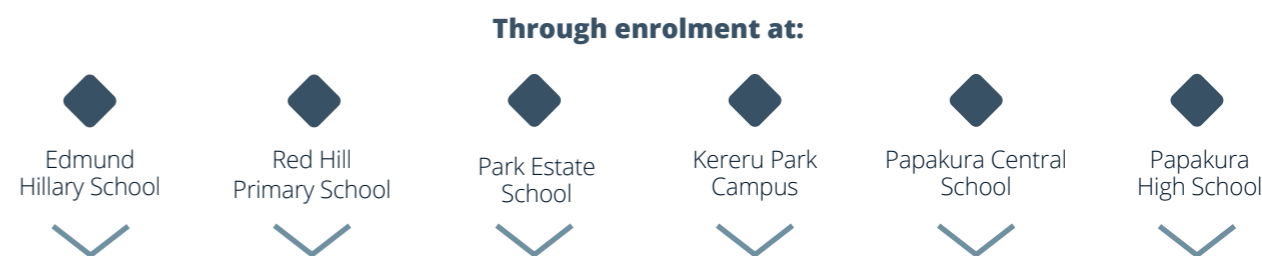 Through enrolment at:
Edmund
Hillary School
Red Hill
Primary School
Park Estate
School
Kereru Park
Campus
Papakura Central
School
Papakura
High School